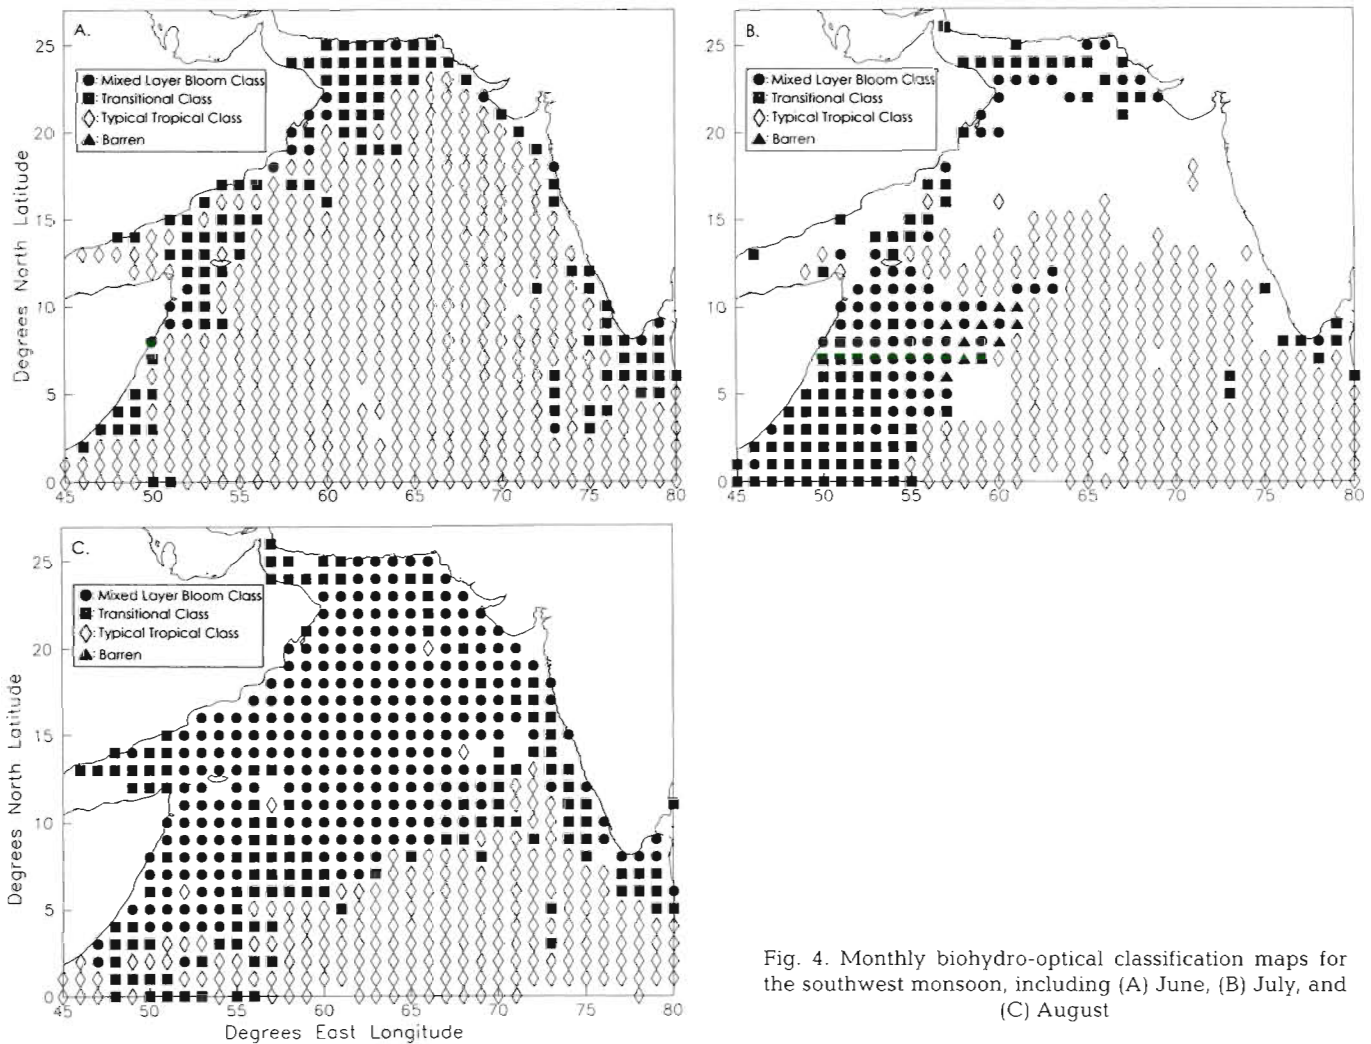 A.
● : Mixed Layer Bloom Class
■ : Transitional Class
◇ : Typical Tropical Class
▲ : Barren
Degrees North Latitude
25
20
15
10
5
0
45 50 55 60 65 70 75 80
B.
● : Mixed Layer Bloom Class
■ : Transitional Class
◇ : Typical Tropical Class
▲ : Barren
25
20
15
10
5
0
45 50 55 60 65 70 75 80
C.
● : Mixed Layer Bloom Class
■ : Transitional Class
◇ : Typical Tropical Class
▲ : Barren
Degrees North Latitude
25
20
15
10
5
0
45 50 55 60 65 70 75 80
Degrees East Longitude
Fig. 4. Monthly biohydro-optical classification maps for
the southwest monsoon, including (A) June, (B) July, and
(C) August